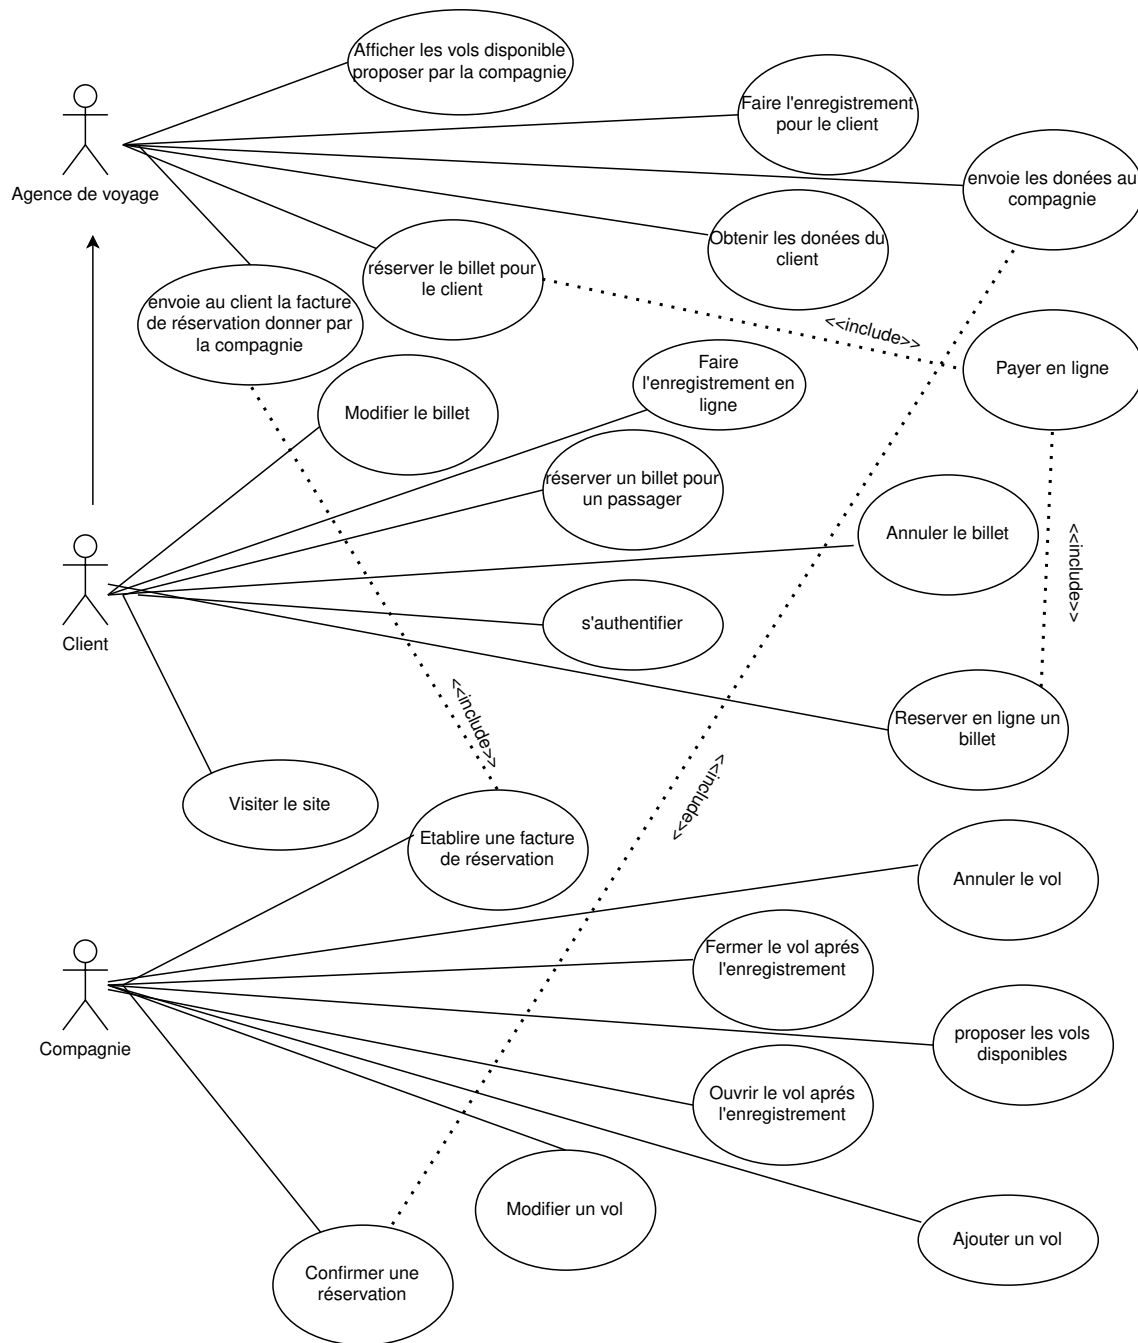 Afficher les vols disponible
proposer par la compagnie
Faire l'enregistrement
pour le client
envoie les donées au
compagnie
Agence de voyage
Obtenir les donées du
client
réserver le billet pour
le client
envoie au client la facture
de réservation donner par
la compagnie
<<include>>
Payer en ligne
Faire
l'enregistrement en
ligne
Modifier le billet
réserver un billet pour
un passager
Annuler le billet
<<include>>
s'authentifier
Client
<<include>>
Reserver en ligne un
billet
<<include>>
Visiter le site
Etablire une facture
de réservation
Annuler le vol
Fermer le vol aprés
l'enregistrement
Compagnie
proposer les vols
disponibles
Ouvrir le vol aprés
l'enregistrement
Modifier un vol
Ajouter un vol
Confirmer une
réservation